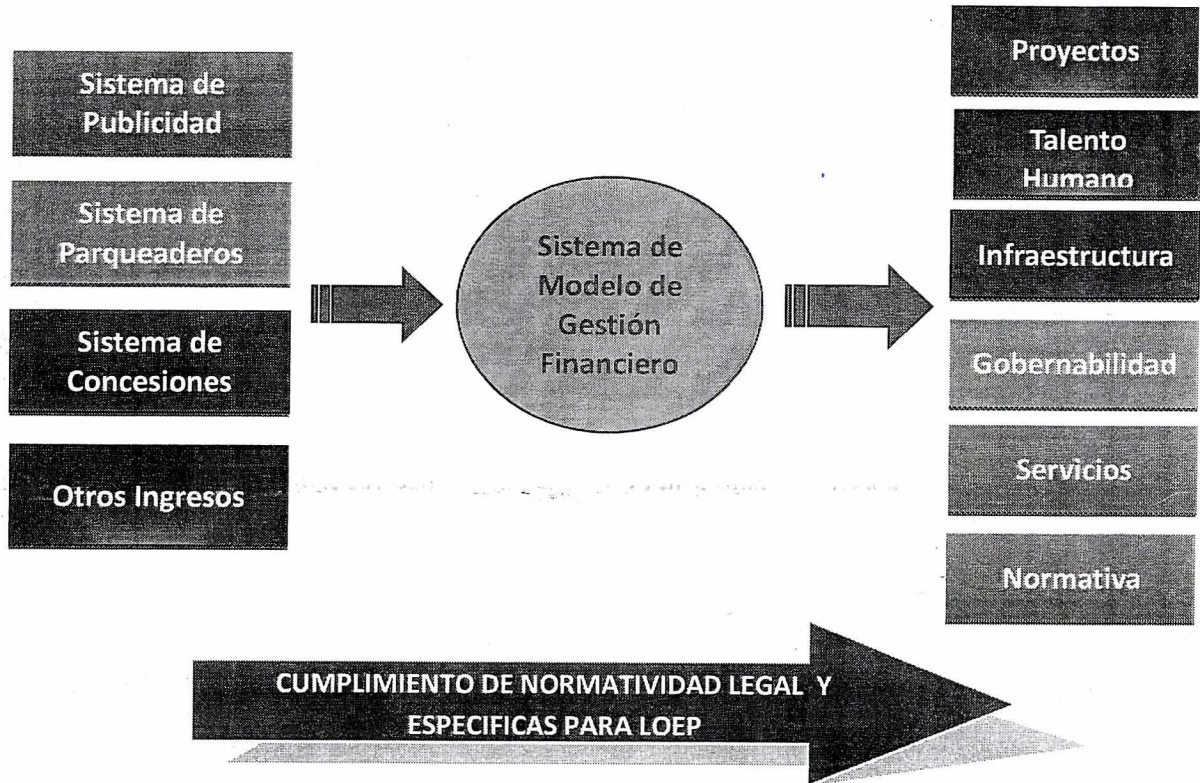 Sistema de
Publicidad
Sistema de
Parqueaderos
Sistema de
Concesiones
Otros Ingresos
Sistema de
Modelo de
Gestión
Financiero
Proyectos
Talento
Humano
Infraestructura
Gobernabilidad
Servicios
Normativa
CUMPLIMIENTO DE NORMATIVIDAD LEGAL Y
ESPECIFICAS PARA LOEP